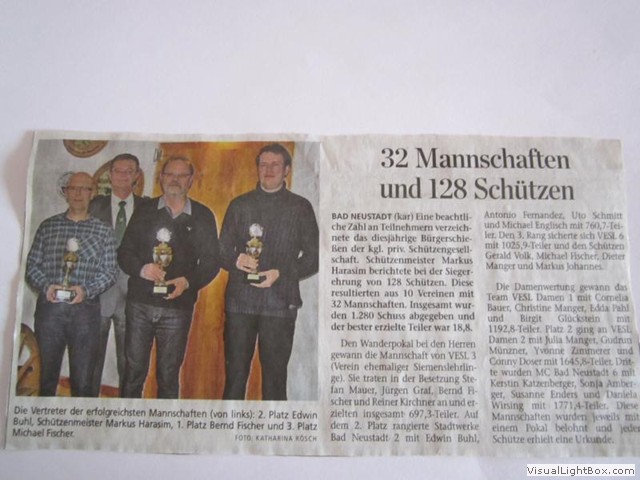 32 Mannschaften
und 128 Schützen
BAD NEUSTADT (kar) Eine beachtli-
che Zahl an Teilnehmern verzeich-
nete das diesjährige Bürgerschie-
ßen der kgl. priv. Schützengesell-
schaft. Schützenmeister Markus
Harasim berichtete bei der Sieger-
ehrung von 128 Schützen. Diese
resultierten aus 10 Vereinen mit
32 Mannschaften. Insgesamt wur-
den 1.280 Schuss abgegeben und
der bester erzielte Teiler war 18,8.
Den Wanderpokal bei den Herren
gewann die Mannschaft von VESL 3
(Verein ehemaliger Siemenslehrlin-
ge). Sie traten in der Besetzung Ste-
fan Mauer, Jürgen Graf, Bernd Fi-
scher und Reiner Kirchner an und er-
zielten insgesamt 697,3-Teiler. Auf
dem 2. Platz rangierte Stadtwerke
Bad Neustadt 2 mit Edwin Buhl,
Antonio Fernandez, Uto Schmitt
und Michael Englisch mit 760,7-Tei-
ler. Den 3. Rang sicherte sich VESL 6
mit 1025,9-Teiler und den Schützen
Gerald Volk, Michael Fischer, Dieter
Manger und Markus Johannes.
Die Damenwertung gewann das
Team VESL Damen 1 mit Cornelia
Bauer, Christine Manger, Edda Pahl
und Birgit Glückstein mit
1192,8-Teiler. Platz 2 ging an VESL
Damen 2 mit Julia Manger, Gudrun
Münzner, Yvonne Zimmerer und
Conny Doser mit 1645,8-Teiler. Drit-
te wurden MC Bad Neustadt 6 mit
Kerstin Katzenberger, Sonja Amber-
ger, Susanne Enders und Daniela
Wirsing mit 1771,4-Teiler. Diese
Mannschaften wurden jeweils mit
einem Pokal belohnt und jeder
Schütze erhielt eine Urkunde.
Die Vertreter der erfolgreichsten Mannschaften (von links): 2. Platz Edwin
Buhl, Schützenmeister Markus Harasim, 1. Platz Bernd Fischer und 3. Platz
Michael Fischer.
FOTO: KATHARINA RÖSCH
VisualLightBox.com